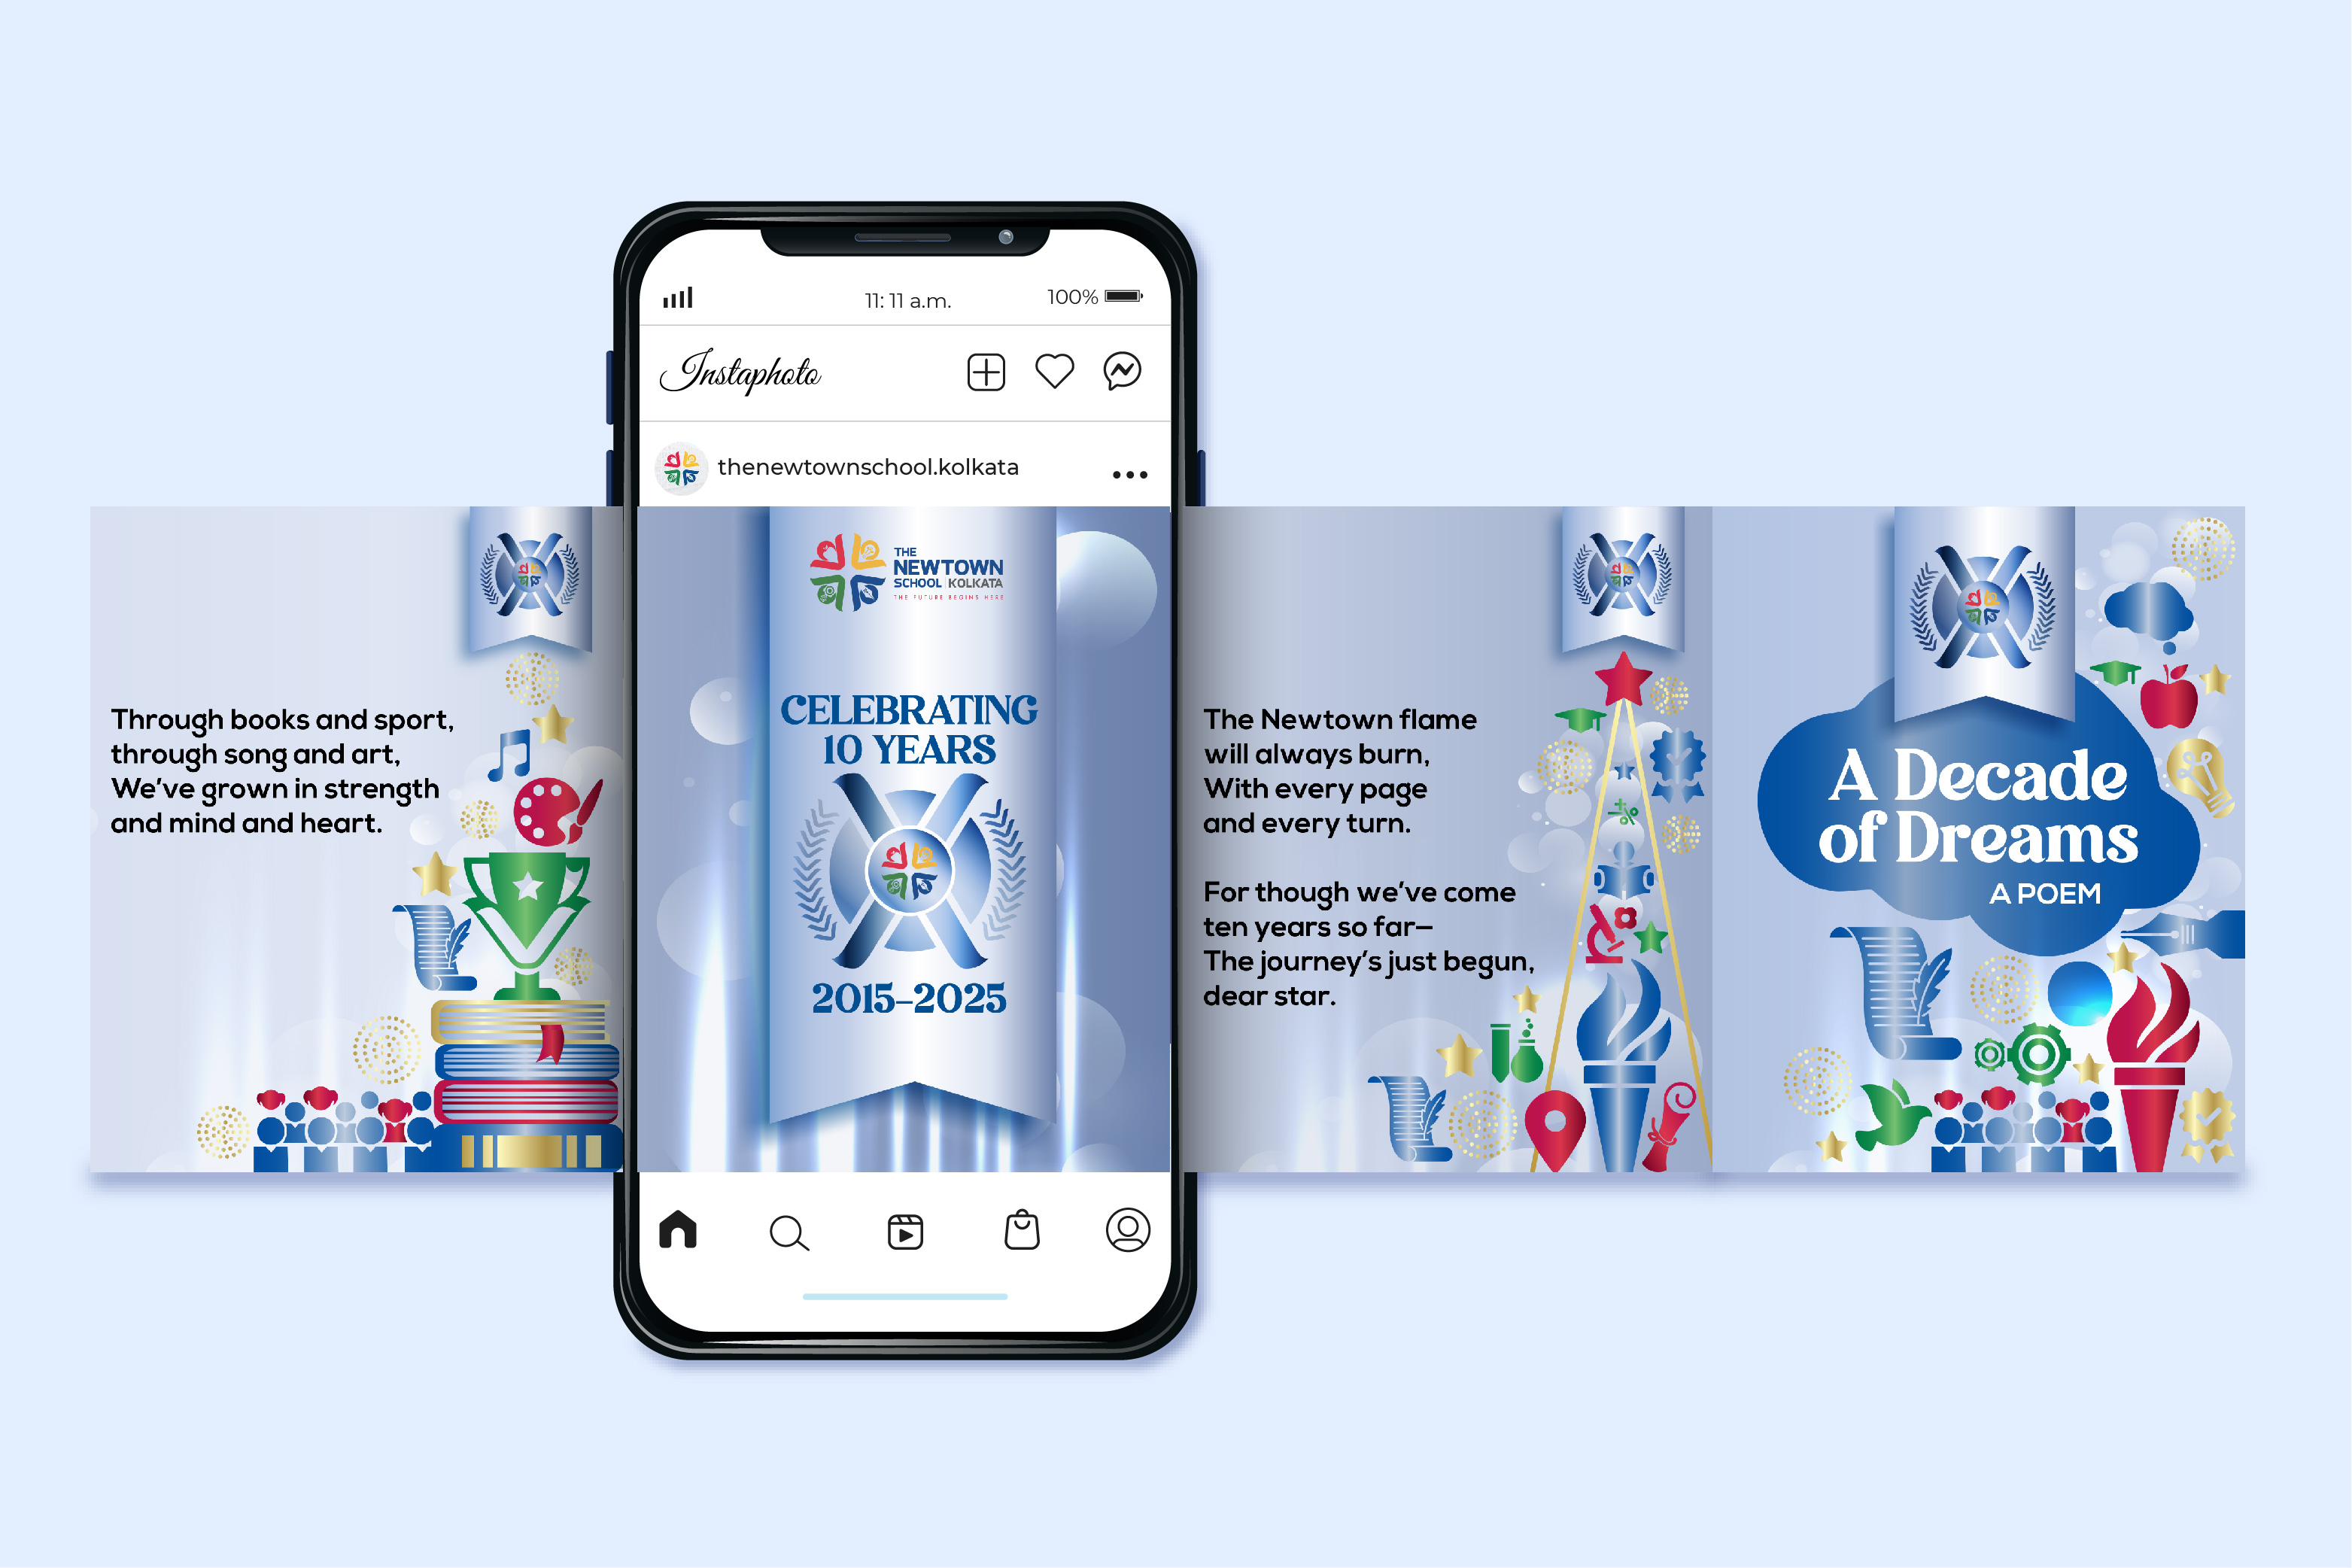 11: 11 a.m.
100%
Instaphoto
thenewtownschool.kolkata
Through books and sport,
through song and art,
We've grown in strength
and mind and heart.
THE
NEWTOWN
SCHOOL KOLKATA
THE FUTURE BEGINS HERE
CELEBRATING
10 YEARS
2015–2025
The Newtown flame
will always burn,
With every page
and every turn.
For though we've come
ten years so far—
The journey's just begun,
dear star.
A Decade
of Dreams
A POEM